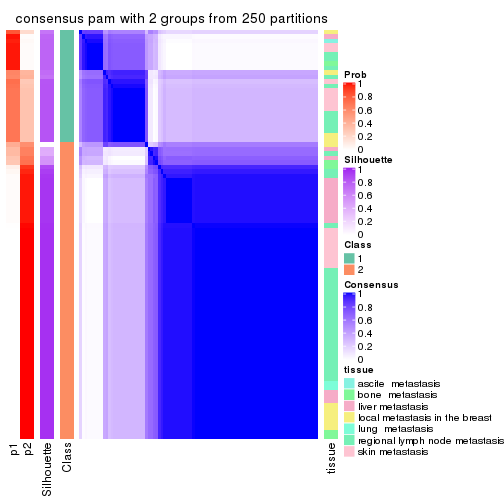 consensus pam with 2 groups from 250 partitions
Prob
1
0.8
0.6
0.4
0.2
0
Silhouette
1
0.8
0.6
0.4
0.2
0
Class
1
2
Consensus
1
0.8
0.6
0.4
0.2
0
tissue
ascite  metastasis
bone  metastasis
liver metastasis
local metastasis in the breast
lung  metastasis
regional lymph node metastasis
skin metastasis
p1
p2
Silhouette
Class
tissue